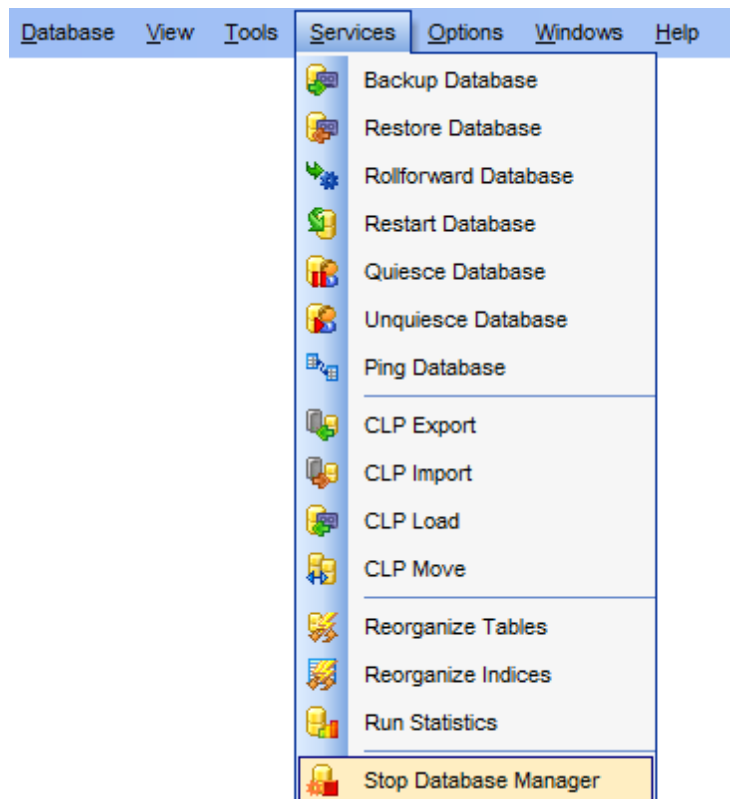 Database View Tools Services Options Windows Help
Backup Database
Restore Database
Rollforward Database
Restart Database
Quiesce Database
Unquiesce Database
Ping Database
CLP Export
CLP Import
CLP Load
CLP Move
Reorganize Tables
Reorganize Indices
Run Statistics
Stop Database Manager